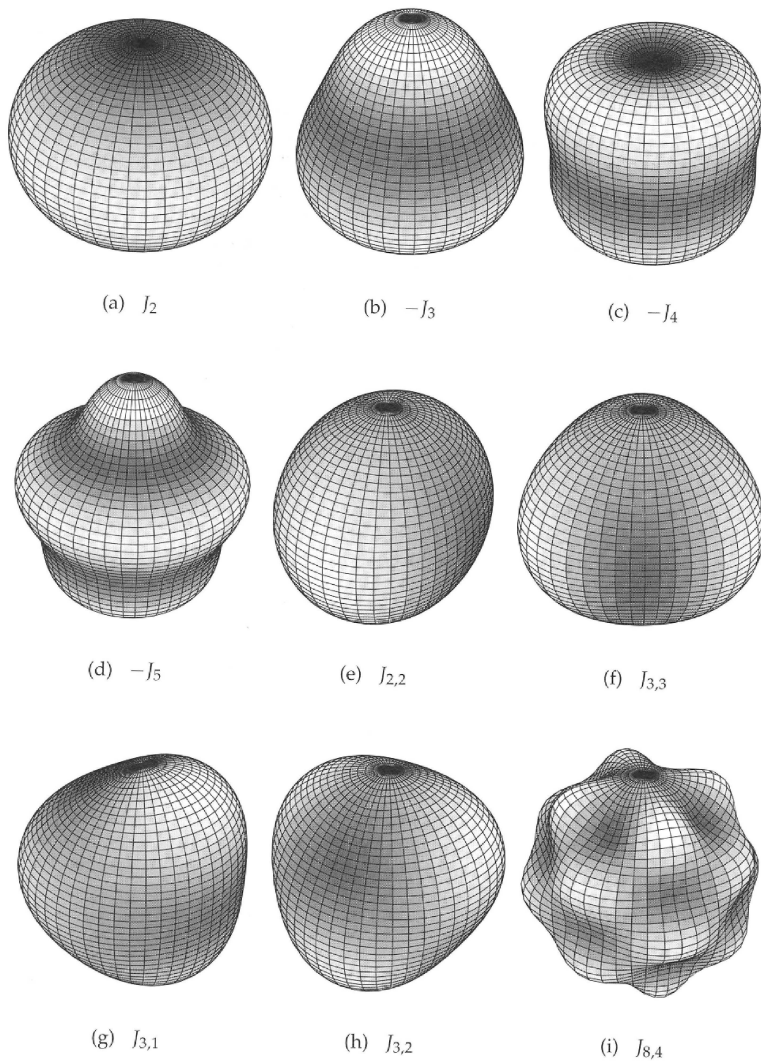 (a) J₂ (b) −J₃ (c) −J₄
(d) −J₅ (e) J₂,₂ (f) J₃,₃
(g) J₃,₁ (h) J₃,₂ (i) J₈,₄